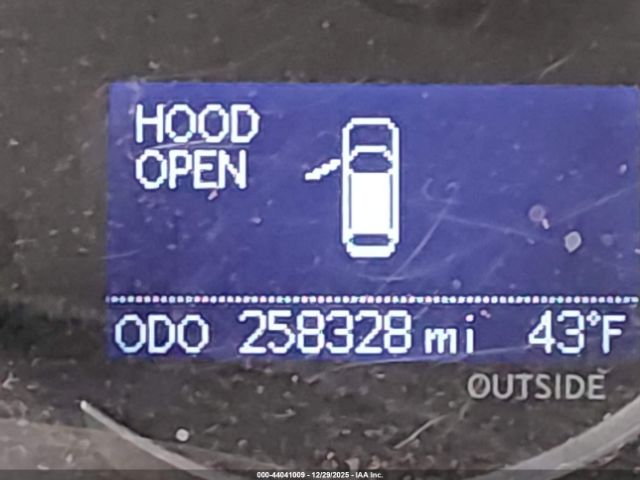 HOOD
OPEN
ODO 258328 mi 43°F
OUTSIDE
000-44041009 - 12/29/2025 - IAA Inc.